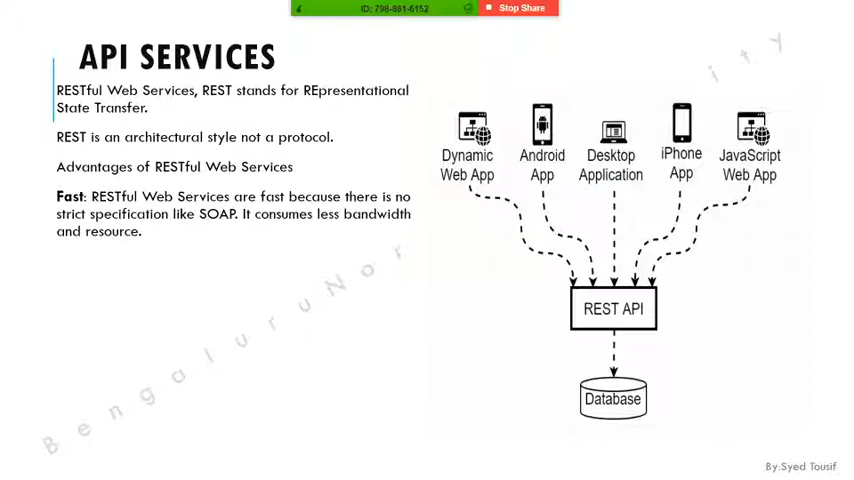 ID: 798-881-6152
Stop Share
API SERVICES
RESTful Web Services, REST stands for REpresentational
State Transfer.
REST is an architectural style not a protocol.
Advantages of RESTful Web Services
Fast: RESTful Web Services are fast because there is no
strict specification like SOAP. It consumes less bandwidth
and resource.
Dynamic
Web App
Android
App
Desktop
Application
iPhone
App
JavaScript
Web App
REST API
Database
BengaluruNor
ity
By:Syed Tousif